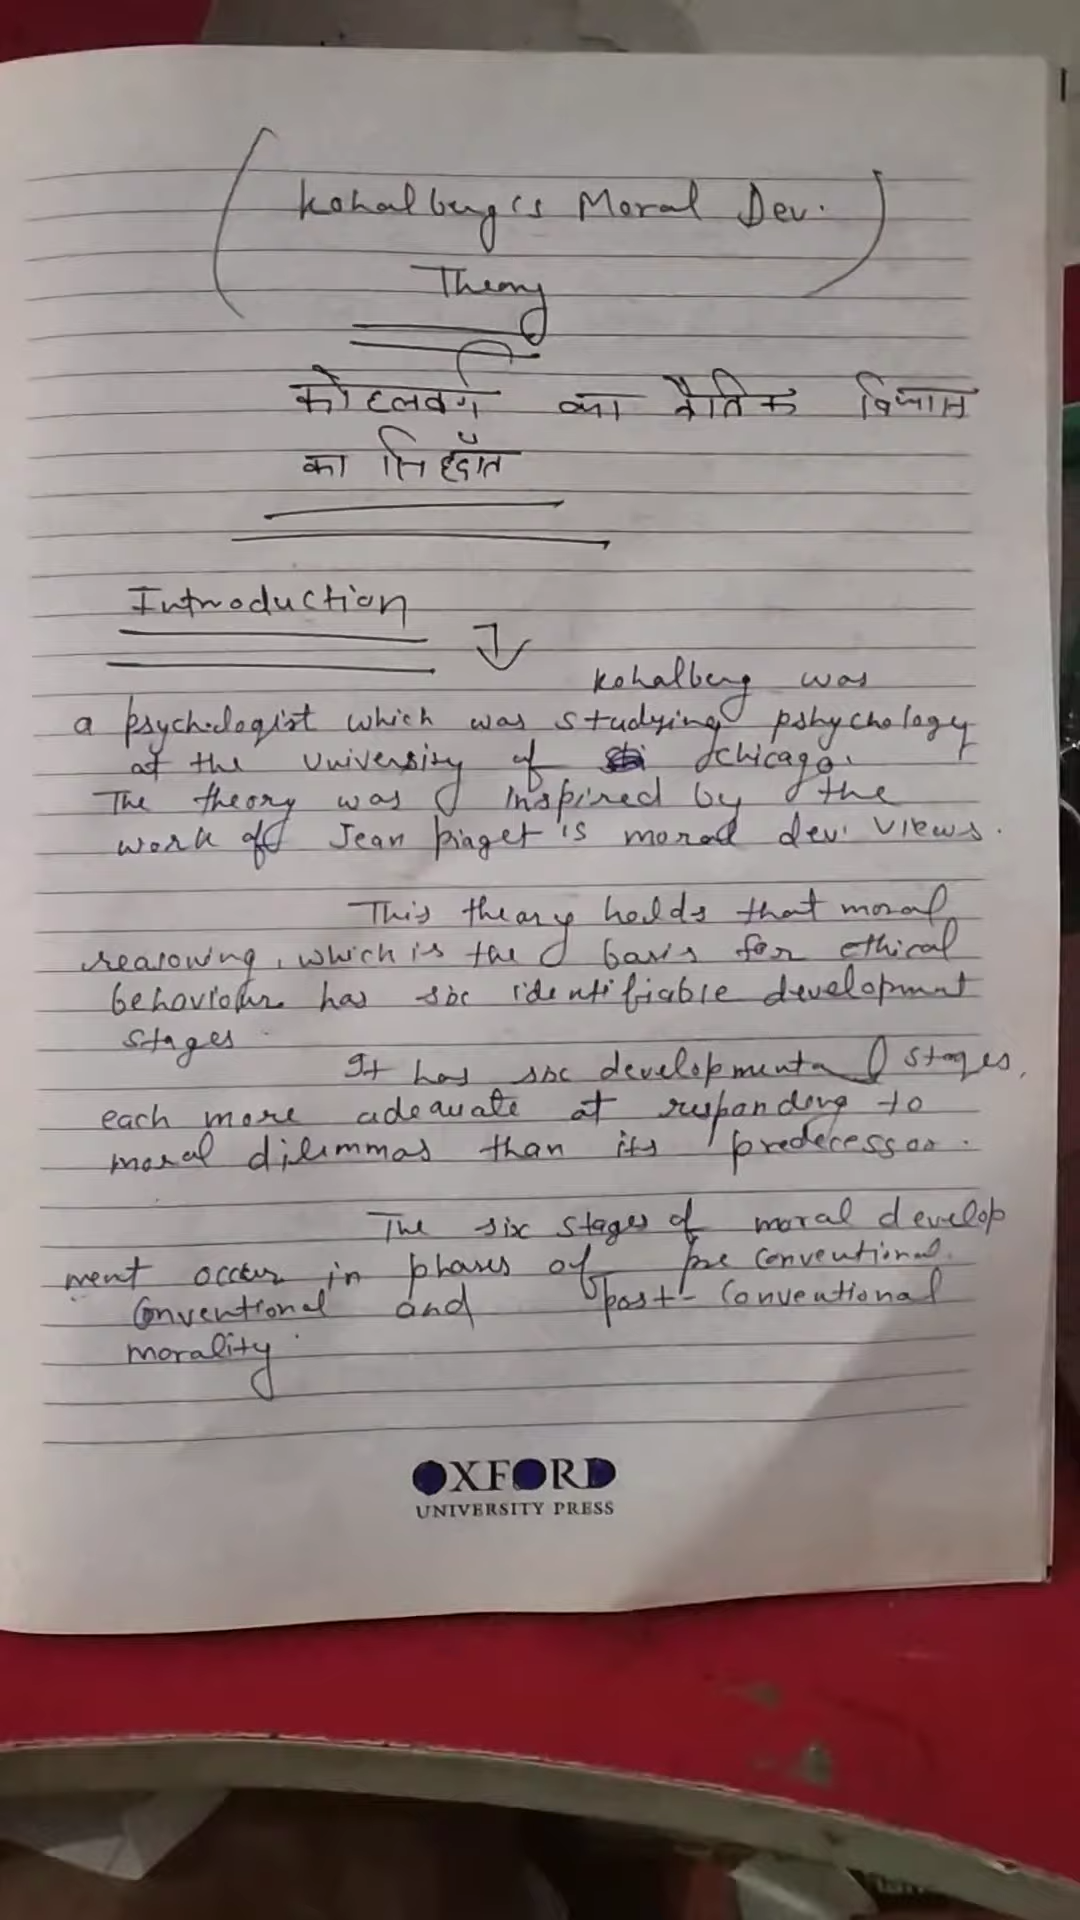 Kohalberg's Moral Dev.
Theory
कोहलबर्ग का नैतिक विकास
का सिद्दांत
Introduction
Kohalberg was
a psychologist which was studying pshychology
at the University of Chicago.
The theory was inspired by the
work of Jean piaget's moral dev. views.
This theory holds that moral
reasoning, which is the basis for ethical
behaviour has six identifiable development
stages.
It has six developmental stages,
each more adequate at responding to
moral dilimmas than its predecessor.
The six stages of moral develop
ment occur in phases of pre conventional.
Conventional and post-Conventional
morality.
OXFORD
UNIVERSITY PRESS